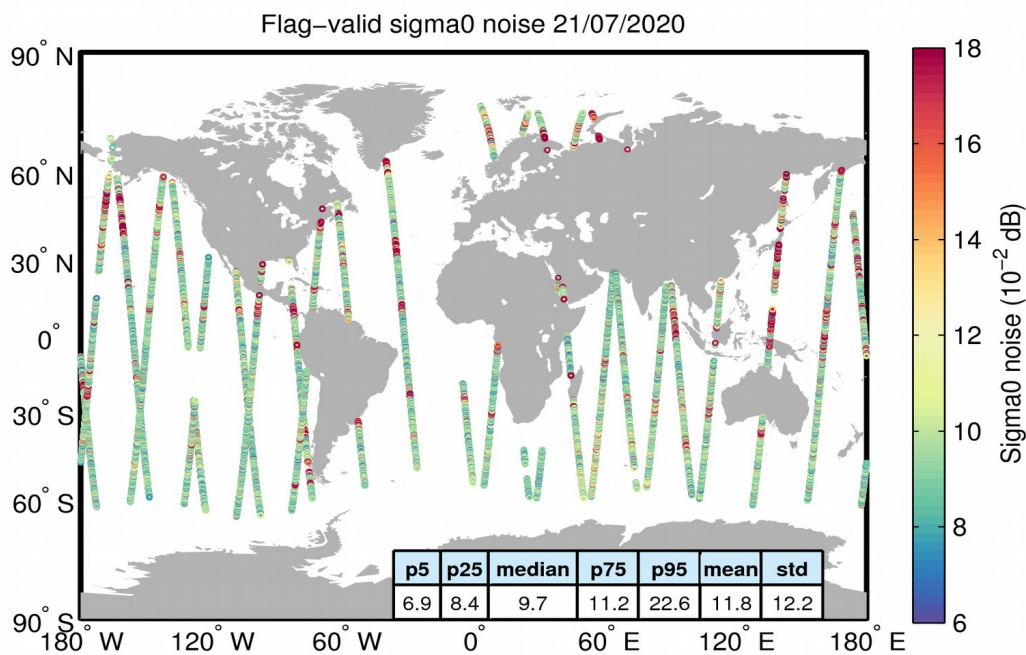 Flag−valid sigma0 noise 21/07/2020
90° N
60° N
30° N
0°
30° S
60° S
90° S
180° W
120° W
60° W
0°
60° E
120° E
180° E
p5 p25 median p75 p95 mean std
6.9 8.4 9.7 11.2 22.6 11.8 12.2
18
16
14
12
10
8
6
Sigma0 noise (10⁻² dB)